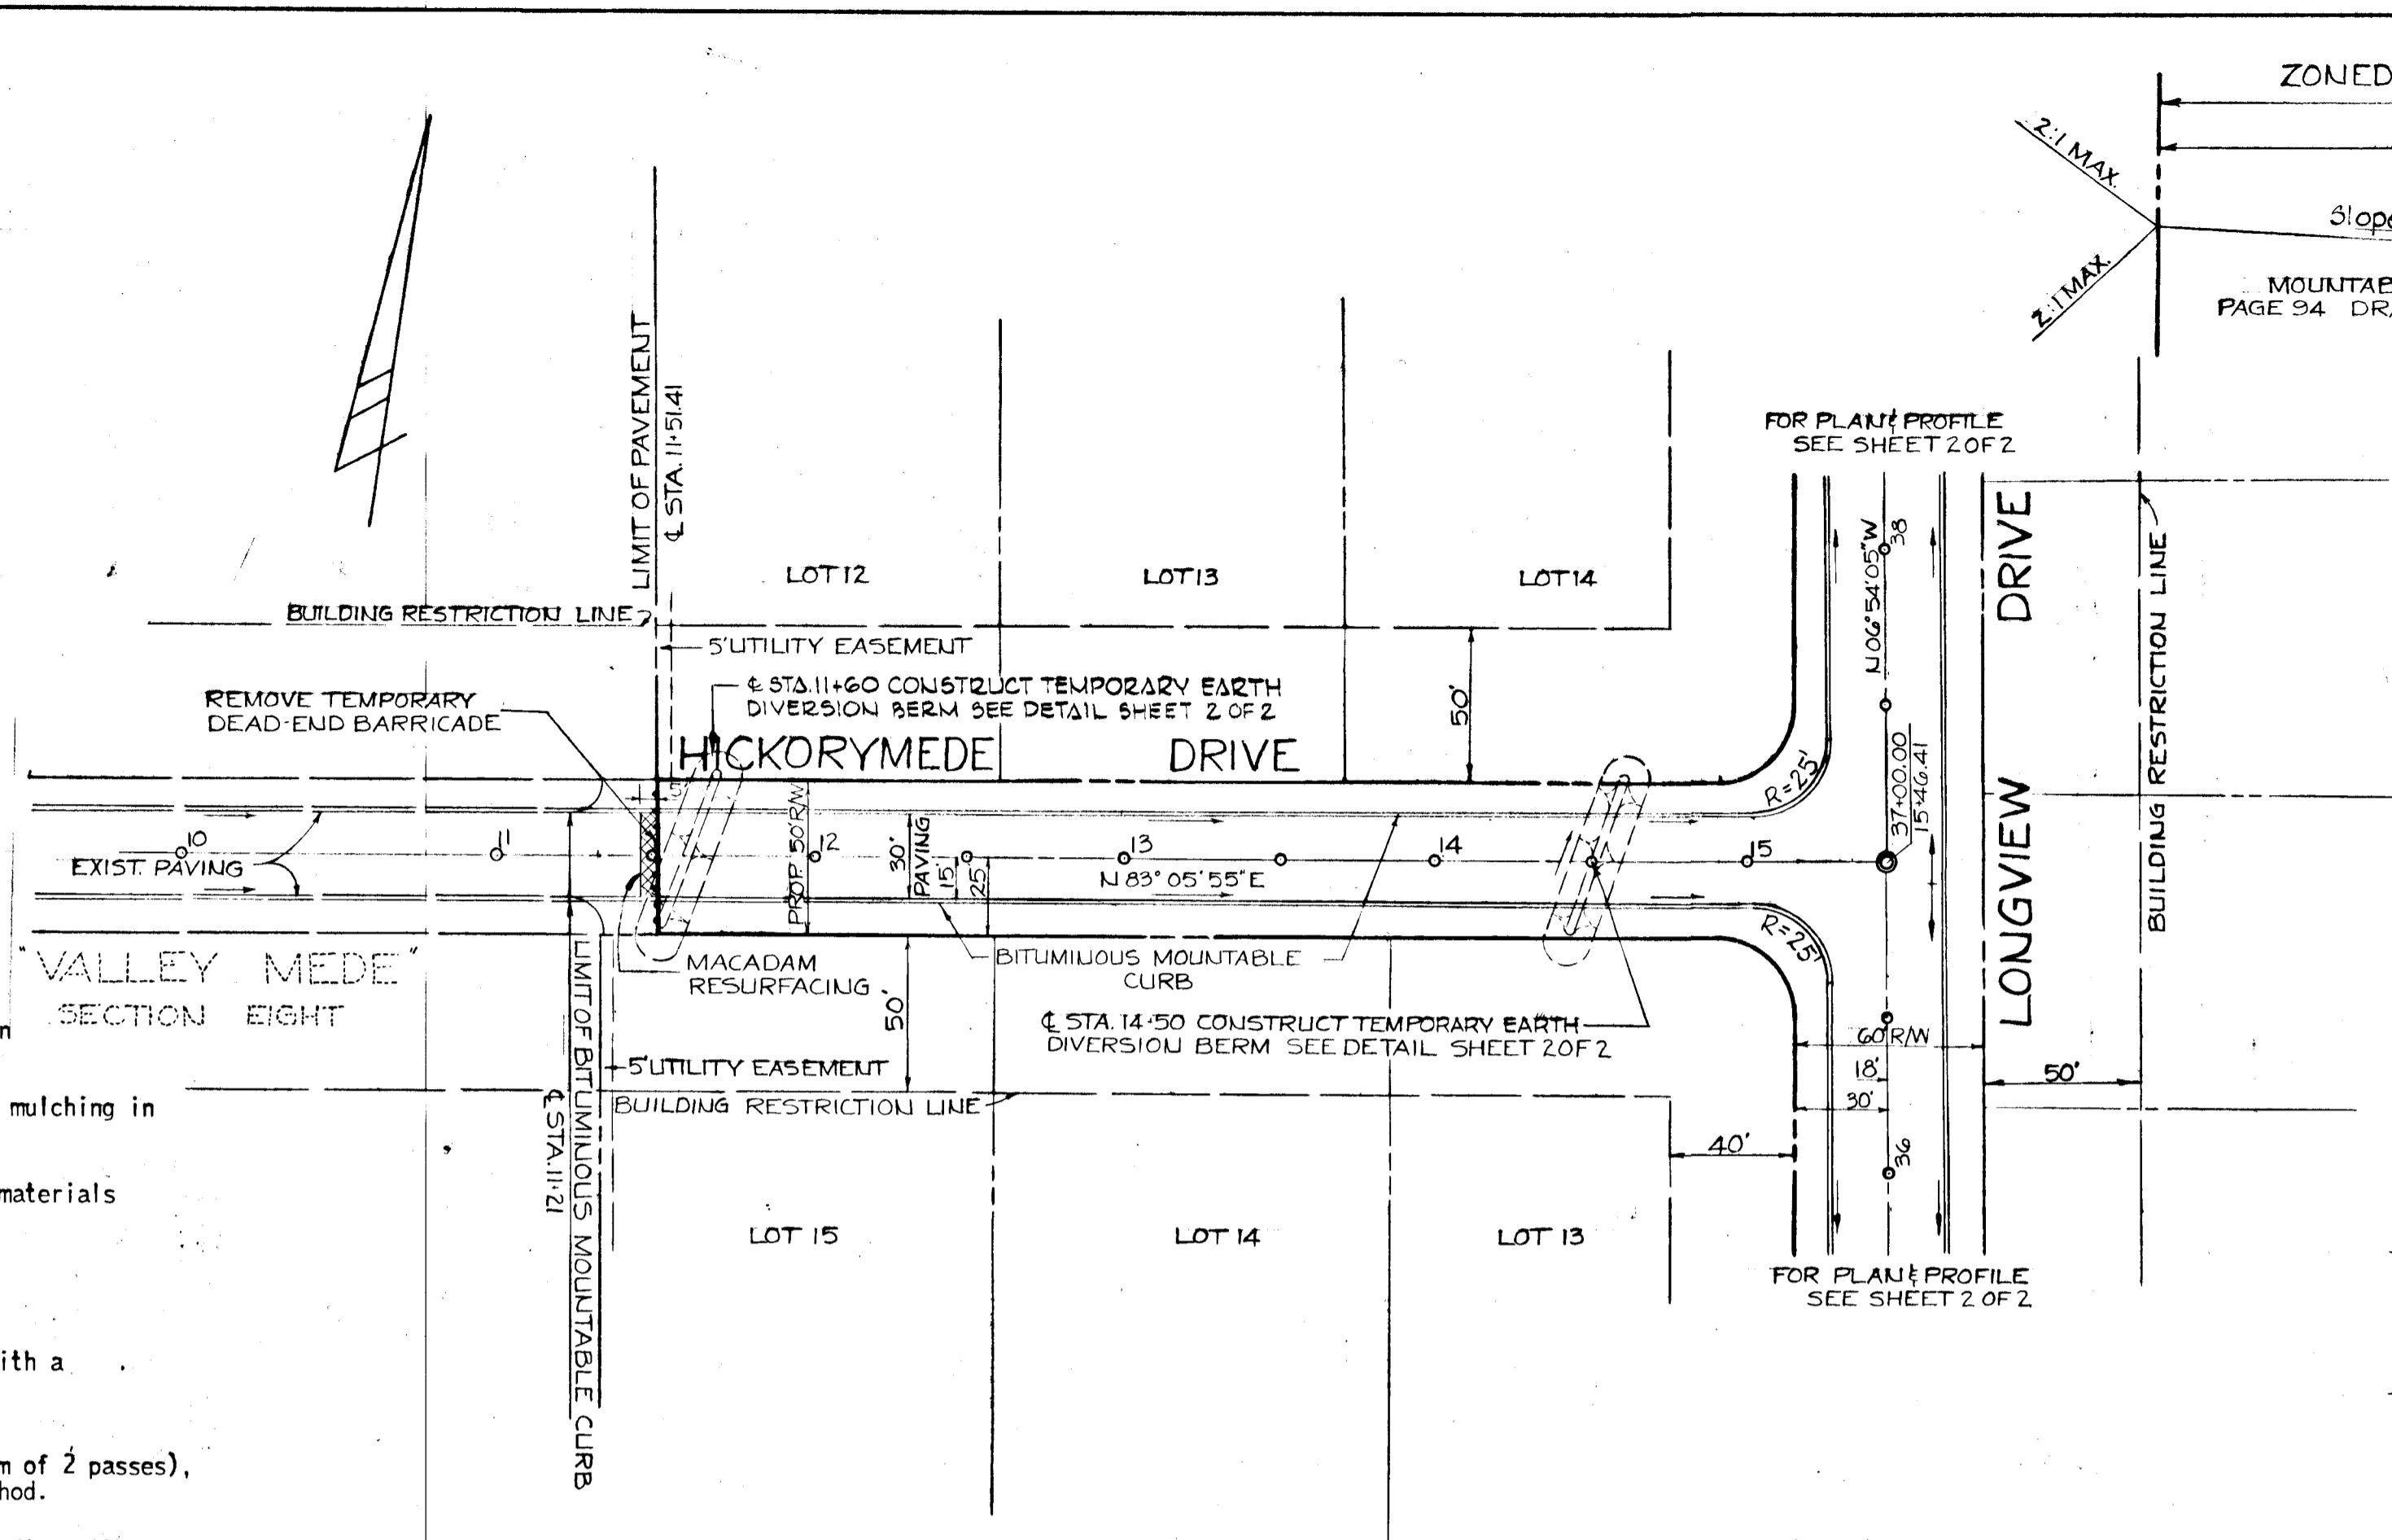 ZONED
2:1 MAX.
2:1 MAX.
Slope
MOUNTAB
PAGE 94 DRA
LIMIT OF PAVEMENT
℄ STA. 11+51.41
FOR PLAN & PROFILE
SEE SHEET 2 OF 2
LOT 12
LOT 13
LOT 14
N 06° 54' 05" W
38
DRIVE
BUILDING RESTRICTION LINE
BUILDING RESTRICTION LINE
5' UTILITY EASEMENT
℄ STA. 11+60 CONSTRUCT TEMPORARY EARTH
DIVERSION BERM SEE DETAIL SHEET 2 OF 2
REMOVE TEMPORARY
DEAD-END BARRICADE
50'
HICKORYMEDE DRIVE
R=25'
37+00.00
15+46.41
5'
PROP. 50' R/W
30'
PAVING
15'
25'
10
11
12
13
14
15
EXIST. PAVING
N 83° 05' 55" E
LONGVIEW
R=25'
"VALLEY MEDE"
SECTION EIGHT
MACADAM
RESURFACING
BITUMINOUS MOUNTABLE
CURB
50'
℄ STA. 14+50 CONSTRUCT TEMPORARY EARTH
DIVERSION BERM SEE DETAIL SHEET 2 OF 2
60' R/W
18'
30'
50'
5' UTILITY EASEMENT
BUILDING RESTRICTION LINE
LIMIT OF BITUMINOUS MOUNTABLE CURB
℄ STA. 11+21
40'
36
mulching in
materials
LOT 15
LOT 14
LOT 13
FOR PLAN & PROFILE
SEE SHEET 2 OF 2
ith a
m of 2 passes),
hod.